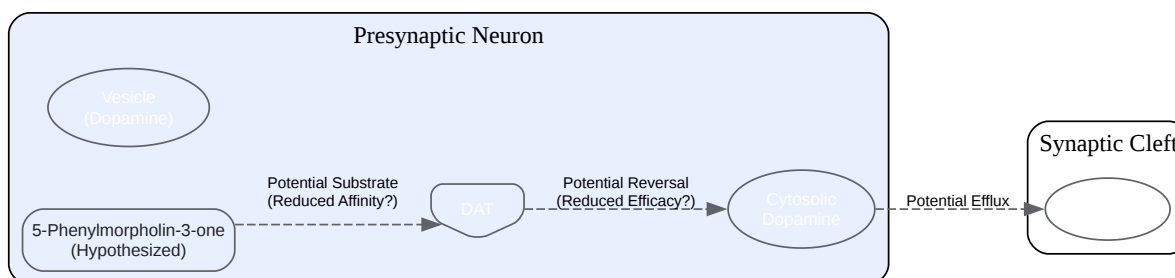 Presynaptic Neuron
Vesicle
(Dopamine)
Synaptic Cleft
Potential Substrate
(Reduced Affinity?)
Potential Reversal
(Reduced Efficacy?)
DAT
Cytosolic
Dopamine
Potential Efflux
5-Phenylmorpholin-3-one
(Hypothesized)